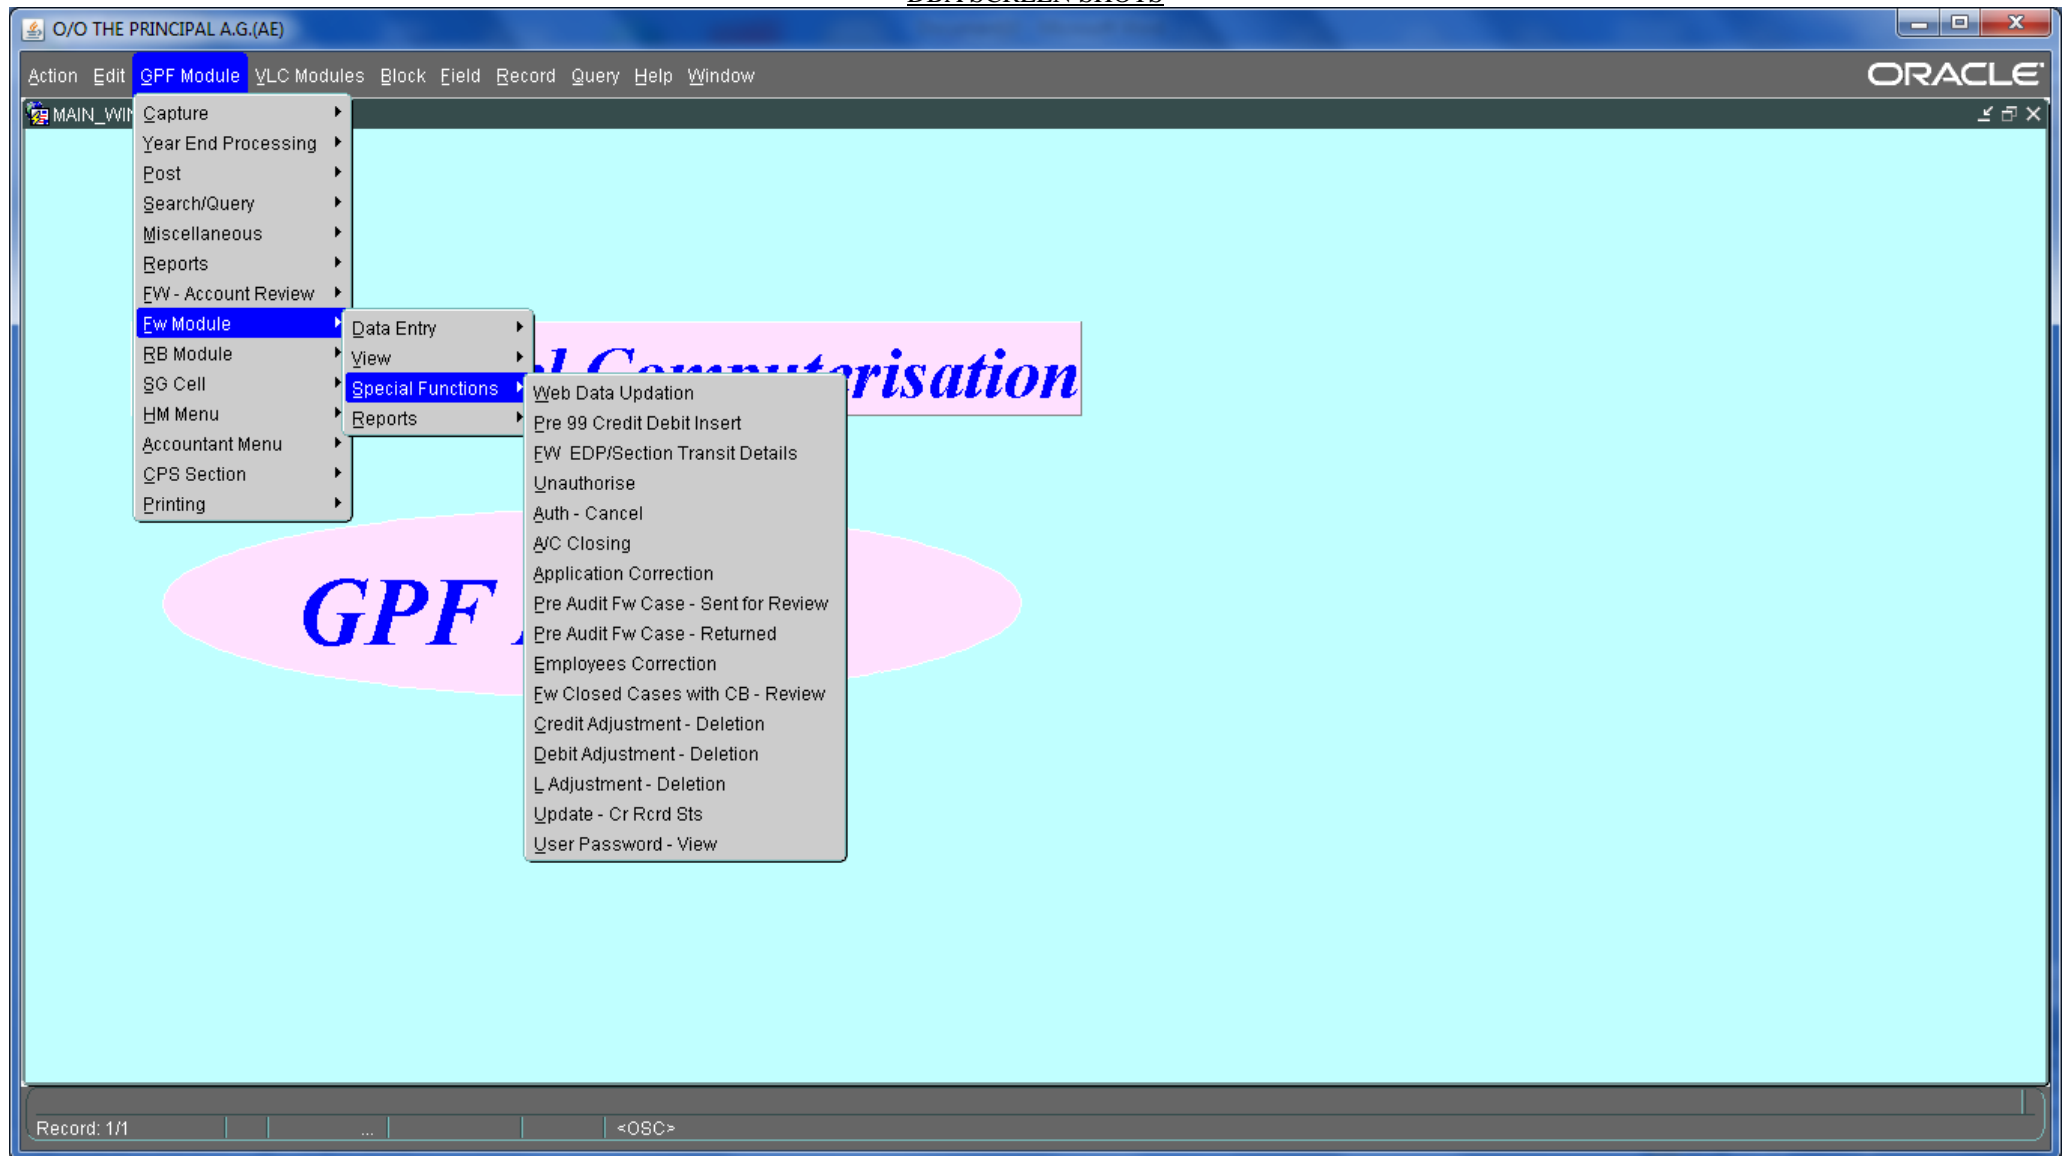 DBA SCREEN SHOTS
O/O THE PRINCIPAL A.G.(AE)
Action Edit GPF Module VLC Modules Block Field Record Query Help Window
ORACLE
MAIN_WIN
Capture
Year End Processing
Post
Search/Query
Miscellaneous
Reports
FW - Account Review
Fw Module
RB Module
SG Cell
HM Menu
Accountant Menu
CPS Section
Printing
Data Entry
View
Special Functions
Reports
Computerisation
Web Data Updation
Pre 99 Credit Debit Insert
FW EDP/Section Transit Details
Unauthorise
Auth - Cancel
A/C Closing
Application Correction
Pre Audit Fw Case - Sent for Review
Pre Audit Fw Case - Returned
Employees Correction
Fw Closed Cases with CB - Review
Credit Adjustment - Deletion
Debit Adjustment - Deletion
L Adjustment - Deletion
Update - Cr Rcrd Sts
User Password - View
GPF
Record: 1/1 ... <OSC>